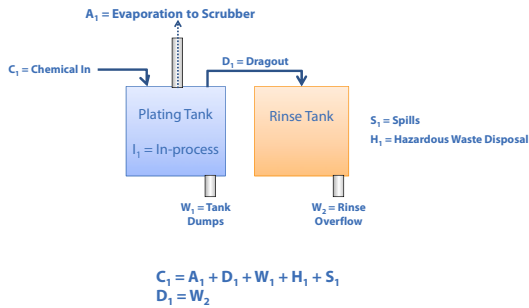 A₁ = Evaporation to Scrubber
C₁ = Chemical In
D₁ = Dragout
Plating Tank
I₁ = In-process
Rinse Tank
S₁ = Spills
H₁ = Hazardous Waste Disposal
W₁ = Tank
Dumps
W₂ = Rinse
Overflow
C₁ = A₁ + D₁ + W₁ + H₁ + S₁
D₁ = W₂